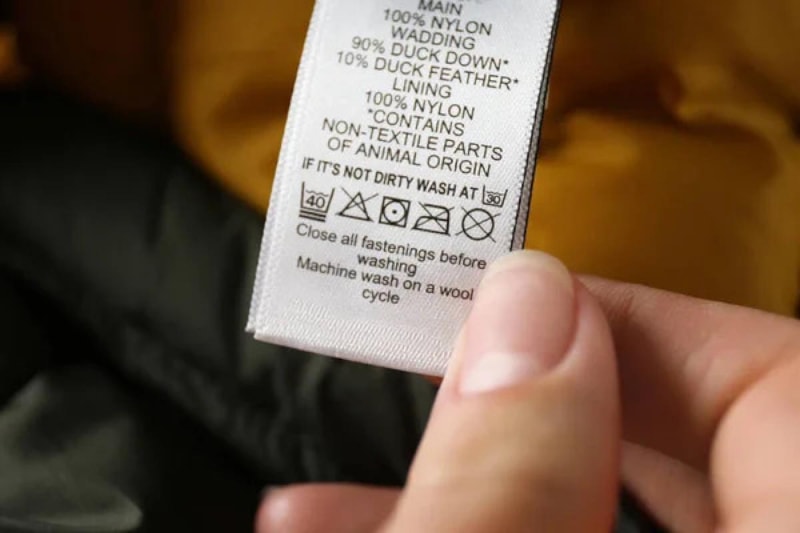 MAIN
100% NYLON
WADDING
90% DUCK DOWN*
10% DUCK FEATHER*
LINING
100% NYLON
*CONTAINS
NON-TEXTILE PARTS
OF ANIMAL ORIGIN
IF IT'S NOT DIRTY WASH AT 30
40
Close all fastenings before
washing
Machine wash on a wool
cycle